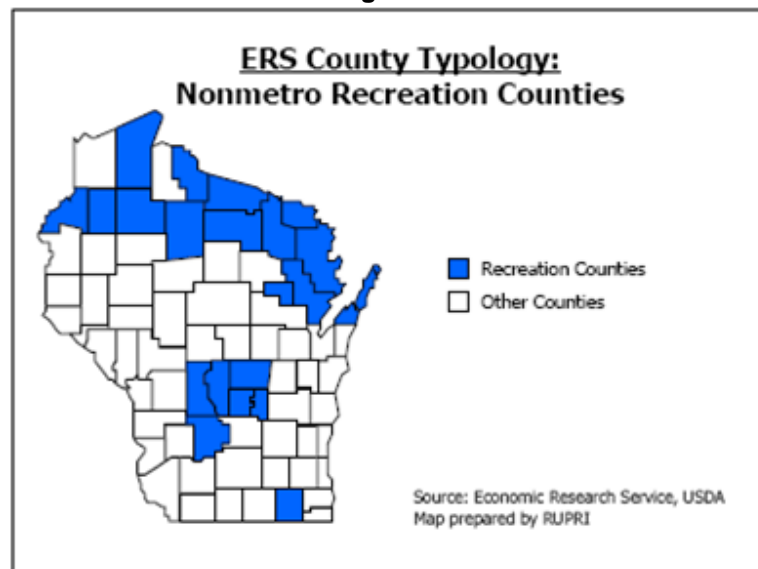 ERS County Typology:
Nonmetro Recreation Counties
Recreation Counties
Other Counties
Source: Economic Research Service, USDA
Map prepared by RUPRI